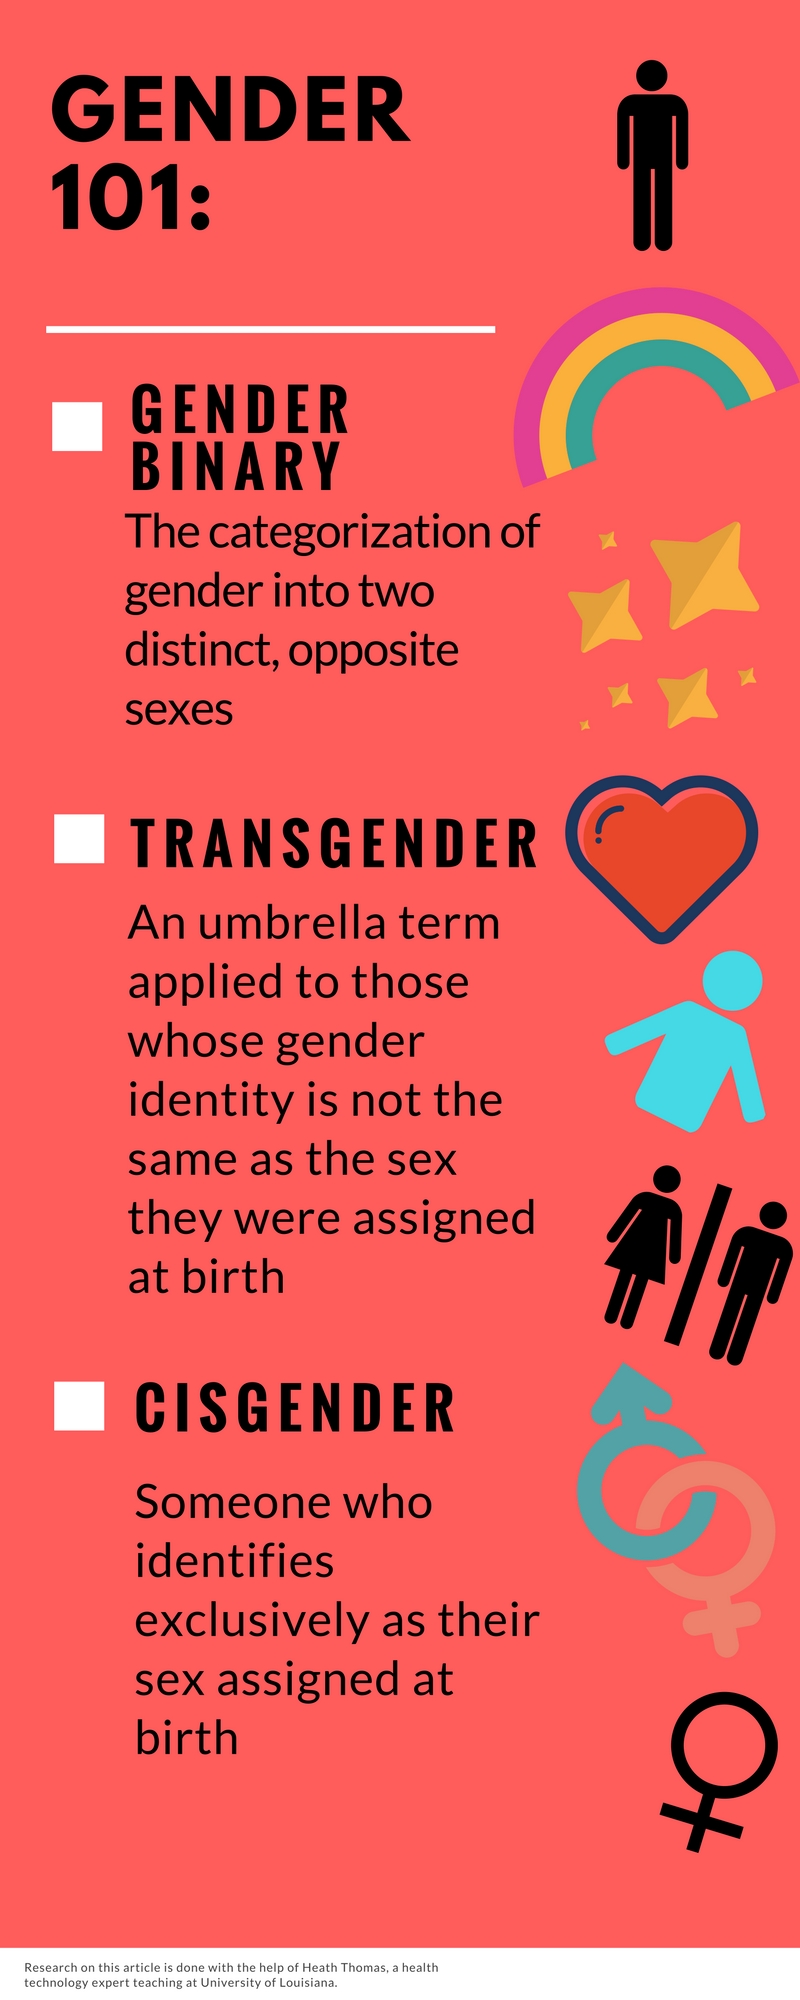 GENDER
101:
GENDER
BINARY
The categorization of
gender into two
distinct, opposite
sexes
TRANSGENDER
An umbrella term
applied to those
whose gender
identity is not the
same as the sex
they were assigned
at birth
CISGENDER
Someone who
identifies
exclusively as their
sex assigned at
birth
Research on this article is done with the help of Heath Thomas, a health
technology expert teaching at University of Louisiana.